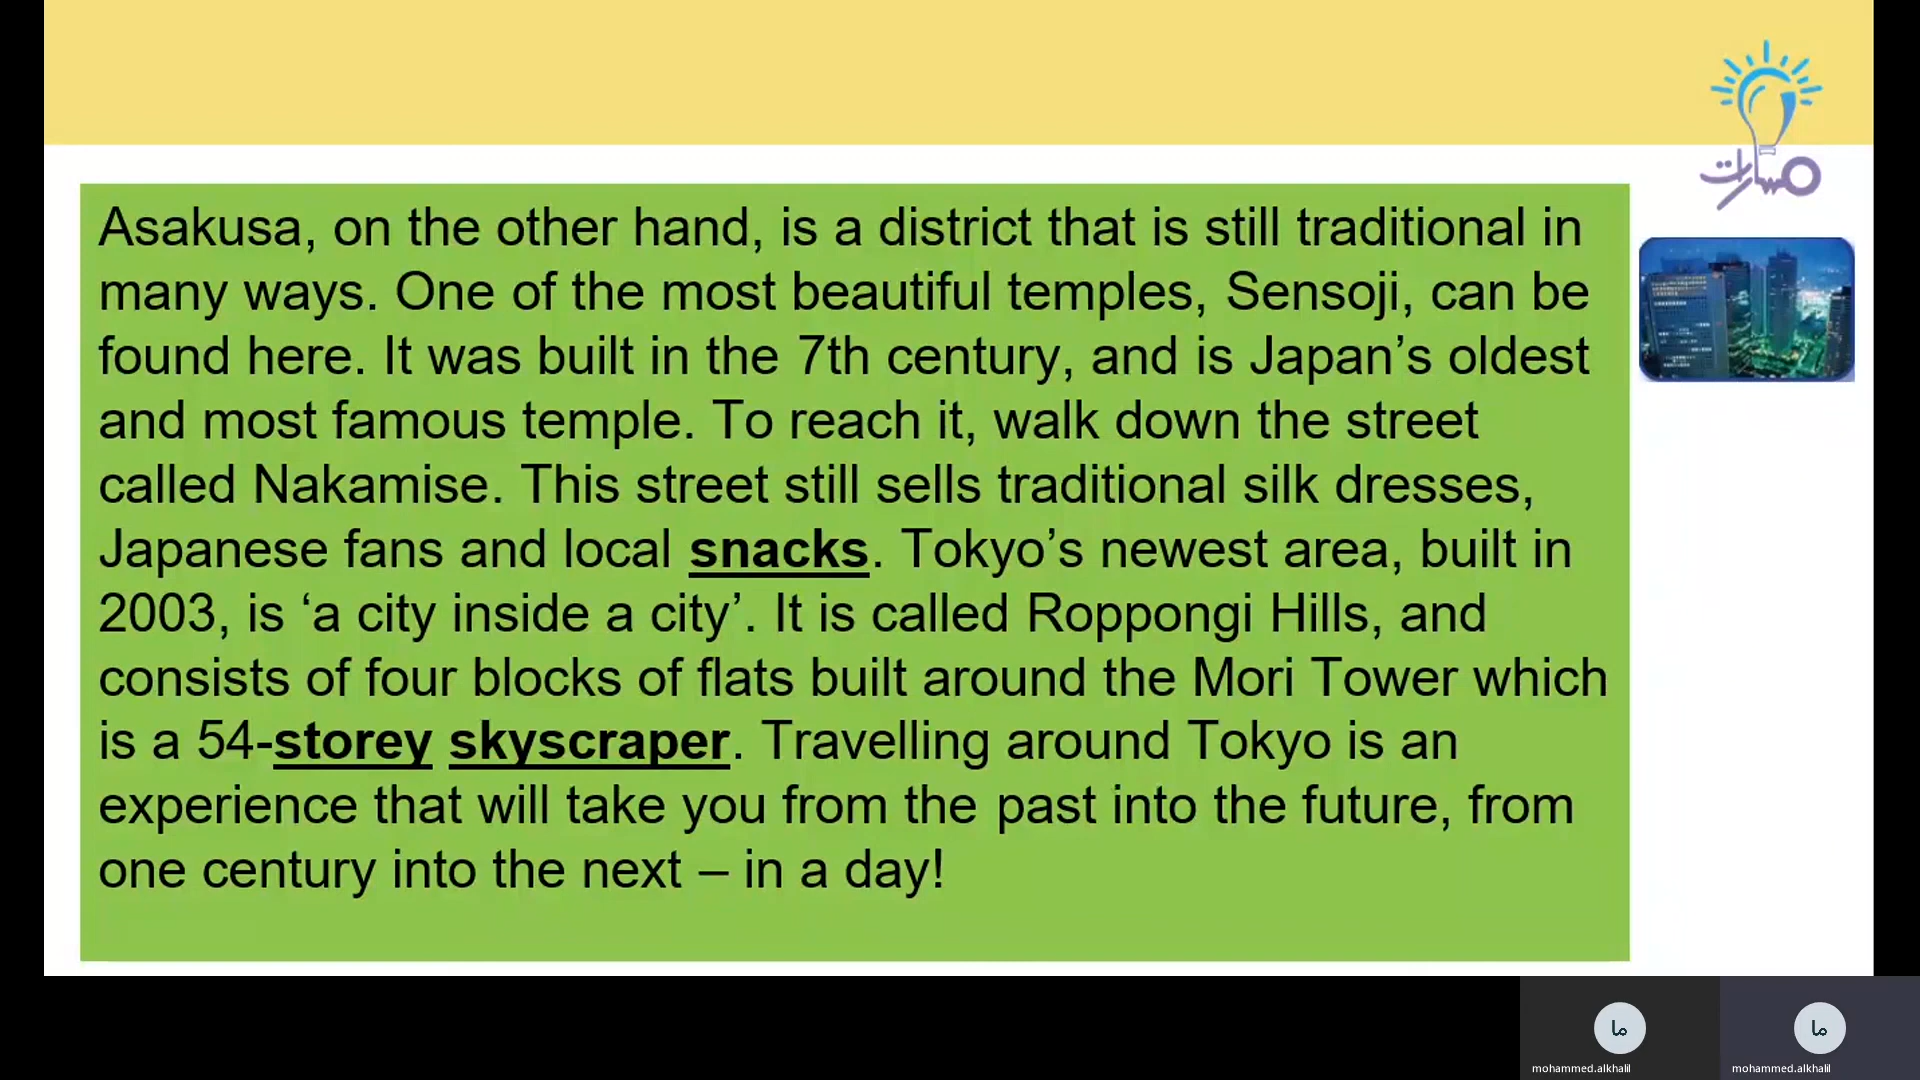 مسارات
Asakusa, on the other hand, is a district that is still traditional in
many ways. One of the most beautiful temples, Sensoji, can be
found here. It was built in the 7th century, and is Japan’s oldest
and most famous temple. To reach it, walk down the street
called Nakamise. This street still sells traditional silk dresses,
Japanese fans and local snacks. Tokyo’s newest area, built in
2003, is ‘a city inside a city’. It is called Roppongi Hills, and
consists of four blocks of flats built around the Mori Tower which
is a 54-storey skyscraper. Travelling around Tokyo is an
experience that will take you from the past into the future, from
one century into the next – in a day!
ما
mohammed.alkhalil
ما
mohammed.alkhalil